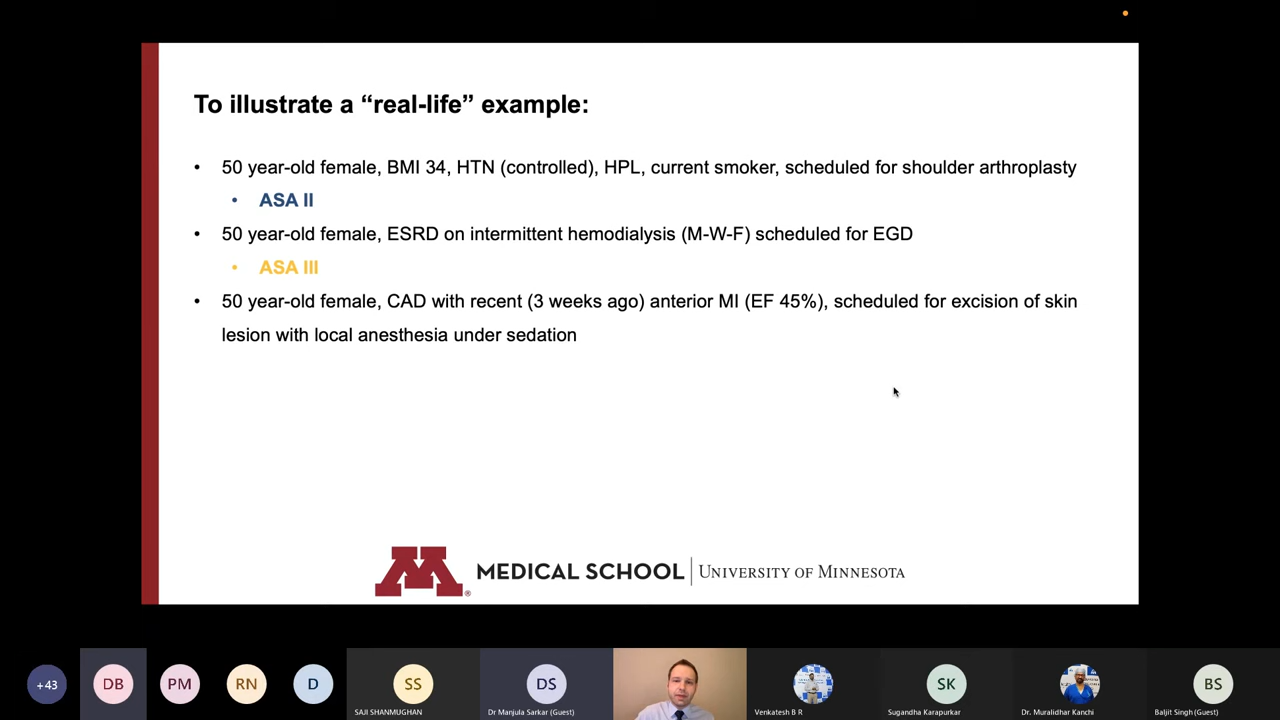 To illustrate a “real-life” example:
• 50 year-old female, BMI 34, HTN (controlled), HPL, current smoker, scheduled for shoulder arthroplasty
• ASA II
• 50 year-old female, ESRD on intermittent hemodialysis (M-W-F) scheduled for EGD
• ASA III
• 50 year-old female, CAD with recent (3 weeks ago) anterior MI (EF 45%), scheduled for excision of skin
lesion with local anesthesia under sedation
M® MEDICAL SCHOOL | UNIVERSITY OF MINNESOTA
+43
DB
PM
RN
D
SS
SAJI SHANMUGHAN
DS
Dr Manjula Sarkar (Guest)
Venkatesh B R
SK
Sugandha Karapurkar
Dr. Muralidhar Kanchi
BS
Baljit Singh (Guest)